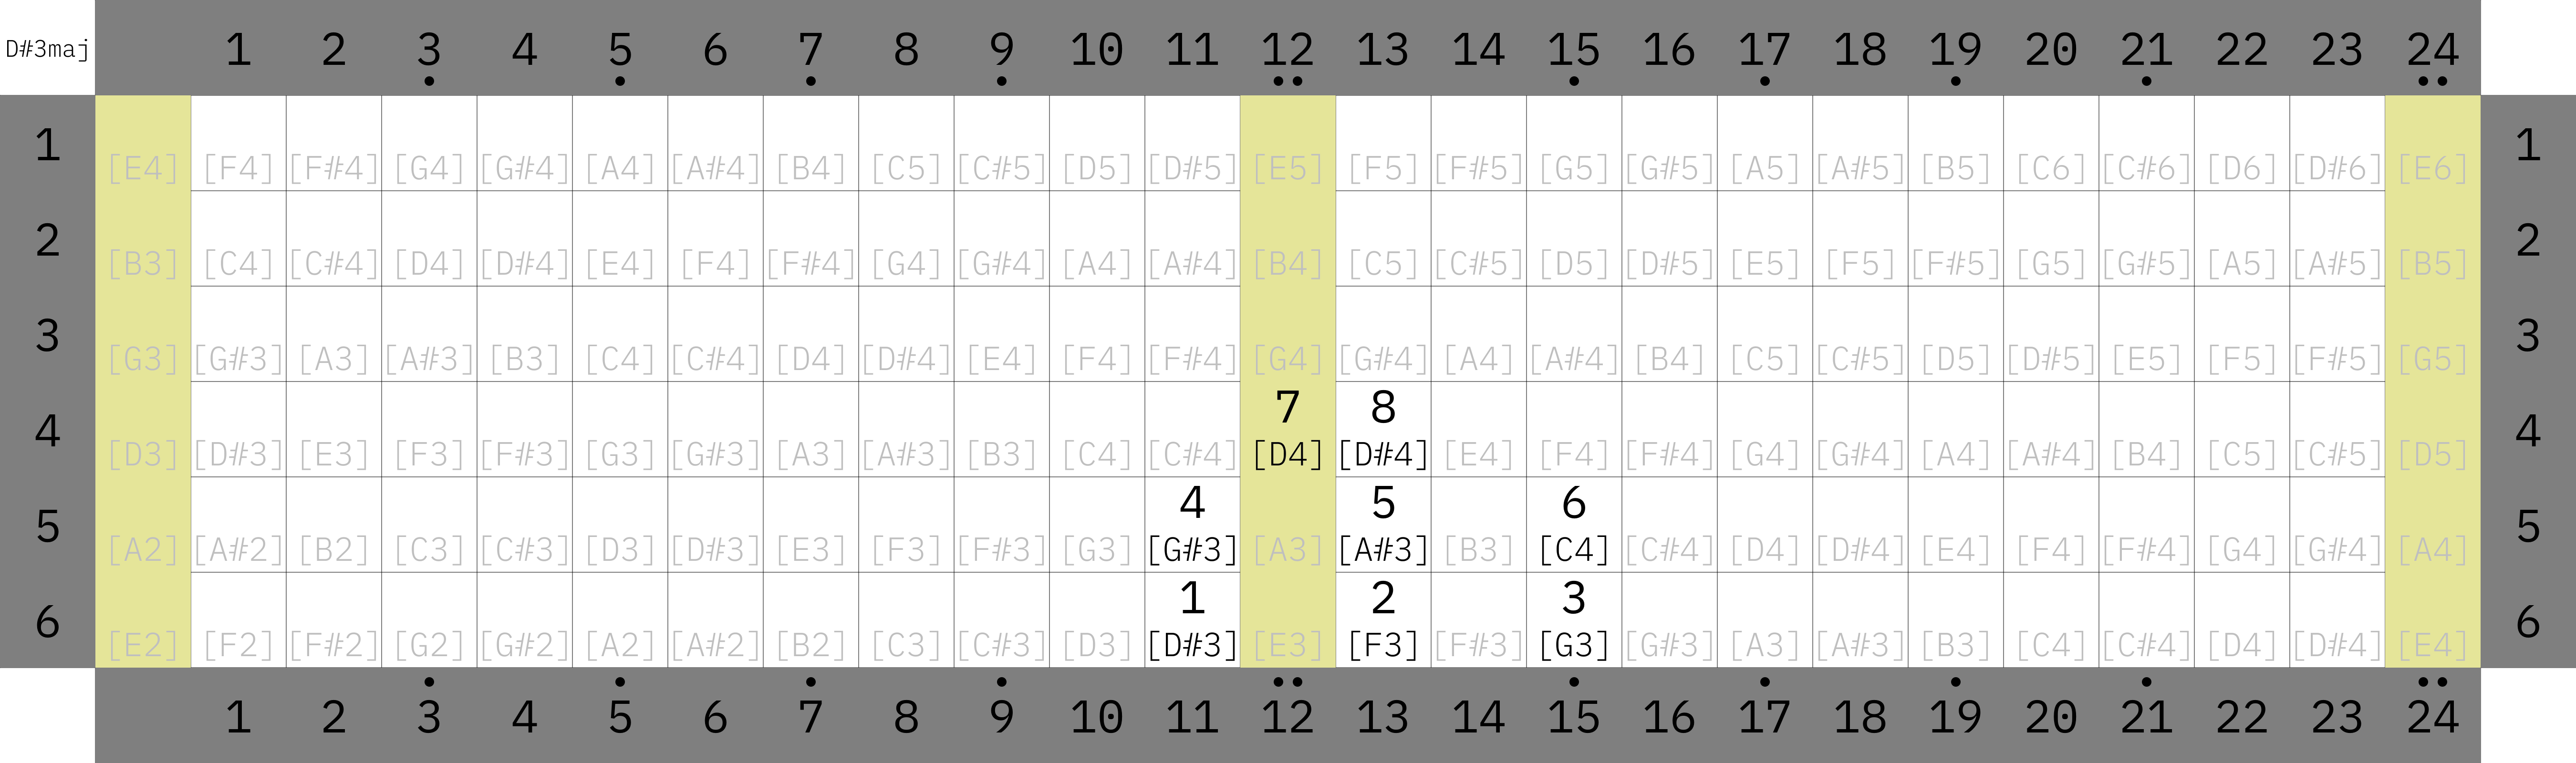 D#3maj 1 2 3 4 5 6 7 8 9 10 11 12 13 14 15 16 17 18 19 20 21 22 23 24
1 [E4] [F4] [F#4] [G4] [G#4] [A4] [A#4] [B4] [C5] [C#5] [D5] [D#5] [E5] [F5] [F#5] [G5] [G#5] [A5] [A#5] [B5] [C6] [C#6] [D6] [D#6] [E6] 1
2 [B3] [C4] [C#4] [D4] [D#4] [E4] [F4] [F#4] [G4] [G#4] [A4] [A#4] [B4] [C5] [C#5] [D5] [D#5] [E5] [F5] [F#5] [G5] [G#5] [A5] [A#5] [B5] 2
3 [G3] [G#3] [A3] [A#3] [B3] [C4] [C#4] [D4] [D#4] [E4] [F4] [F#4] [G4] [G#4] [A4] [A#4] [B4] [C5] [C#5] [D5] [D#5] [E5] [F5] [F#5] [G5] 3
7 8
4 [D3] [D#3] [E3] [F3] [F#3] [G3] [G#3] [A3] [A#3] [B3] [C4] [C#4] [D4] [D#4] [E4] [F4] [F#4] [G4] [G#4] [A4] [A#4] [B4] [C5] [C#5] [D5] 4
4 5 6
5 [A2] [A#2] [B2] [C3] [C#3] [D3] [D#3] [E3] [F3] [F#3] [G3] [G#3] [A3] [A#3] [B3] [C4] [C#4] [D4] [D#4] [E4] [F4] [F#4] [G4] [G#4] [A4] 5
1 2 3
6 [E2] [F2] [F#2] [G2] [G#2] [A2] [A#2] [B2] [C3] [C#3] [D3] [D#3] [E3] [F3] [F#3] [G3] [G#3] [A3] [A#3] [B3] [C4] [C#4] [D4] [D#4] [E4] 6
1 2 3 4 5 6 7 8 9 10 11 12 13 14 15 16 17 18 19 20 21 22 23 24